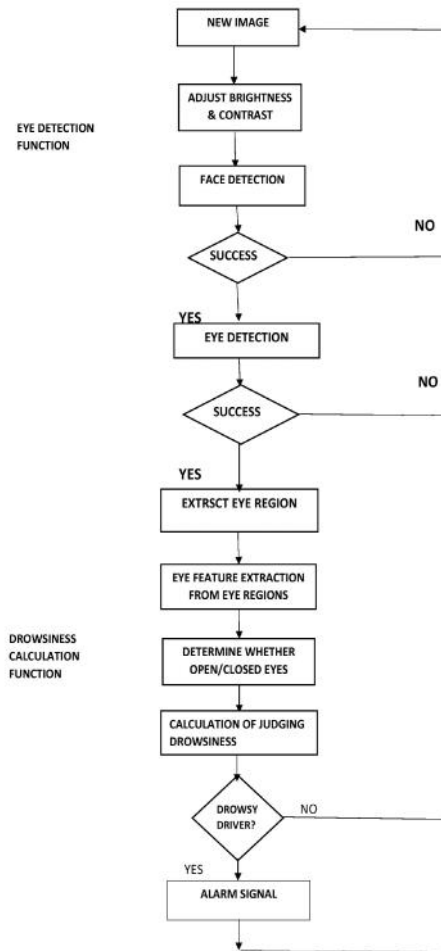 NEW IMAGE
ADJUST BRIGHTNESS
& CONTRAST
EYE DETECTION
FUNCTION
FACE DETECTION
NO
SUCCESS
YES
EYE DETECTION
NO
SUCCESS
YES
EXTRSCT EYE REGION
EYE FEATURE EXTRACTION
FROM EYE REGIONS
DROWSINESS
CALCULATION
FUNCTION
DETERMINE WHETHER
OPEN/CLOSED EYES
CALCULATION OF JUDGING
DROWSINESS
DROWSY
DRIVER?
NO
YES
ALARM SIGNAL